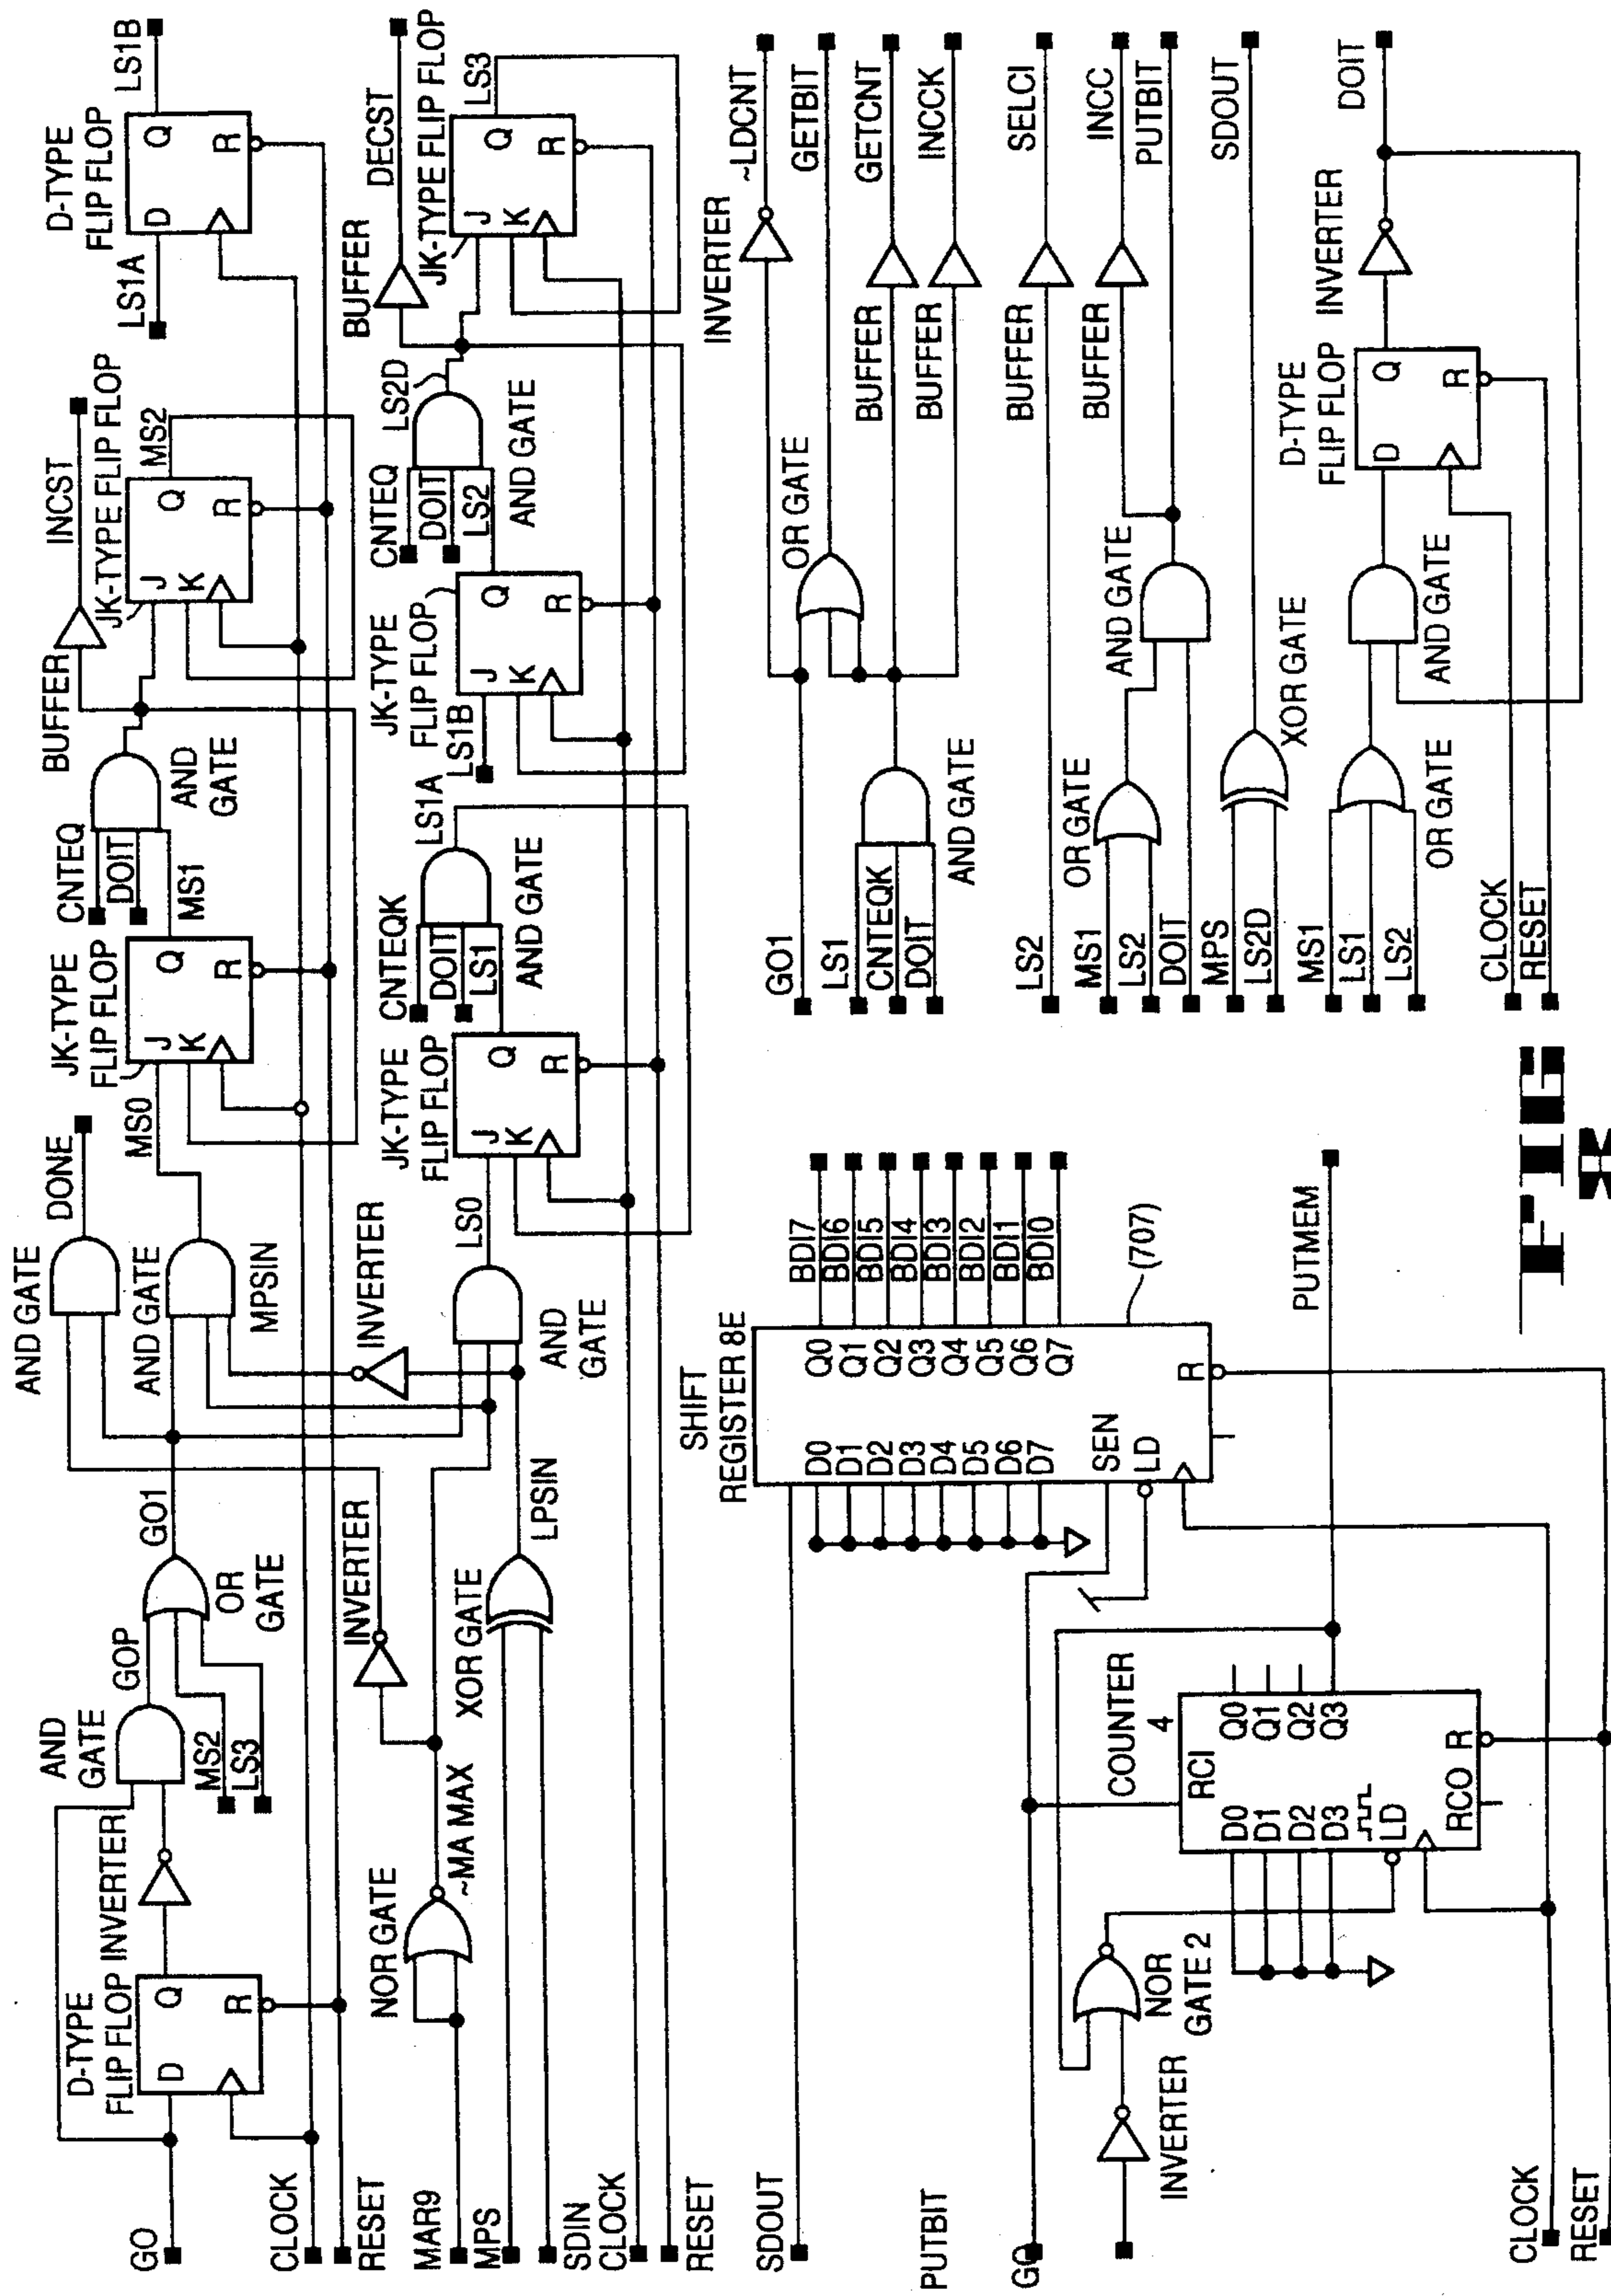 D-TYPE
FLIP FLOP
D
Q
R
GO
CLOCK
RESET
INVERTER
AND
GATE
GOP
MS2
LS3
OR
GATE
GO1
AND GATE
DONE
AND GATE
MPSIN
MS0
JK-TYPE
FLIP FLOP
J
K
Q
R
CNTEQ
DOIT
MS1
AND
GATE
BUFFER
INCST
JK-TYPE FLIP FLOP
J
K
Q
R
MS2
LS1A
D-TYPE
FLIP FLOP
D
Q
R
LS1B
MAR9
MPS
SDIN
CLOCK
RESET
NOR GATE
~MA MAX
INVERTER
XOR GATE
LPSIN
INVERTER
AND
GATE
LS0
JK-TYPE
FLIP FLOP
J
K
Q
R
CNTEQK
DOIT
LS1
AND GATE
LS1A
LS1B
JK-TYPE
FLIP FLOP
J
K
Q
R
CNTEQ
DOIT
LS2
AND GATE
LS2D
BUFFER
DECST
JK-TYPE FLIP FLOP
J
K
Q
R
LS3
SDOUT
PUTBIT
GO
CLOCK
RESET
INVERTER
NOR
GATE 2
COUNTER
4
RCI
D0
D1
D2
D3
LD
RCO
R
Q0
Q1
Q2
Q3
SHIFT
REGISTER 8E
D0
D1
D2
D3
D4
D5
D6
D7
SEN
LD
R
Q0
Q1
Q2
Q3
Q4
Q5
Q6
Q7
BDI7
BDI6
BDI5
BDI4
BDI3
BDI2
BDI1
BDI0
(707)
PUTMEM
GO1
LS1
CNTEQK
DOIT
AND GATE
OR GATE
INVERTER
~LDCNT
GETBIT
BUFFER
GETCNT
BUFFER
INCCK
LS2
BUFFER
SELCI
MS1
LS2
DOIT
OR GATE
AND GATE
BUFFER
INCC
PUTBIT
MPS
LS2D
XOR GATE
SDOUT
MS1
LS1
LS2
OR GATE
AND GATE
CLOCK
RESET
D-TYPE
FLIP FLOP
D
Q
R
INVERTER
DOIT